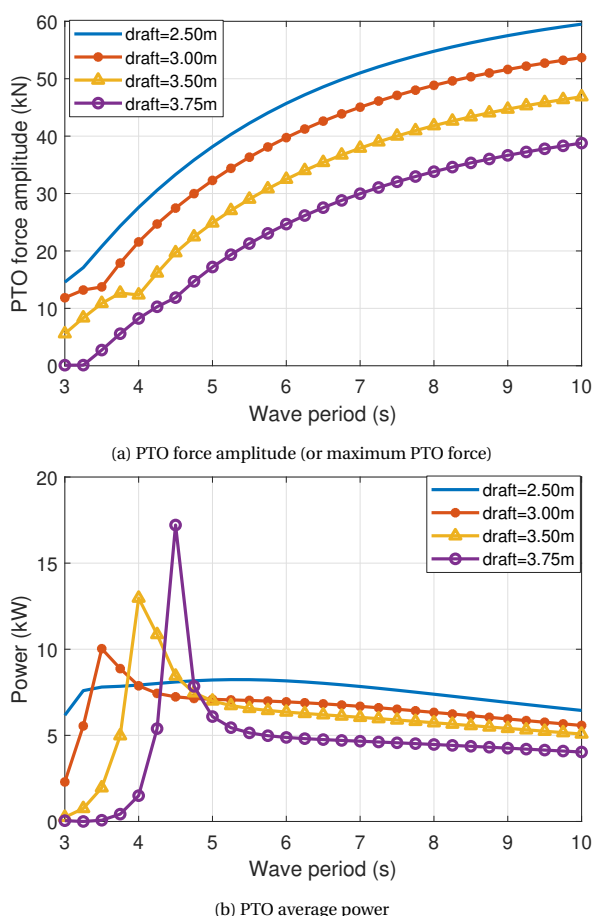 60
50
40
30
20
10
0
PTO force amplitude (kN)
draft=2.50m
draft=3.00m
draft=3.50m
draft=3.75m
3 4 5 6 7 8 9 10
Wave period (s)
(a) PTO force amplitude (or maximum PTO force)
20
15
10
5
0
Power (kW)
draft=2.50m
draft=3.00m
draft=3.50m
draft=3.75m
3 4 5 6 7 8 9 10
Wave period (s)
(b) PTO average power